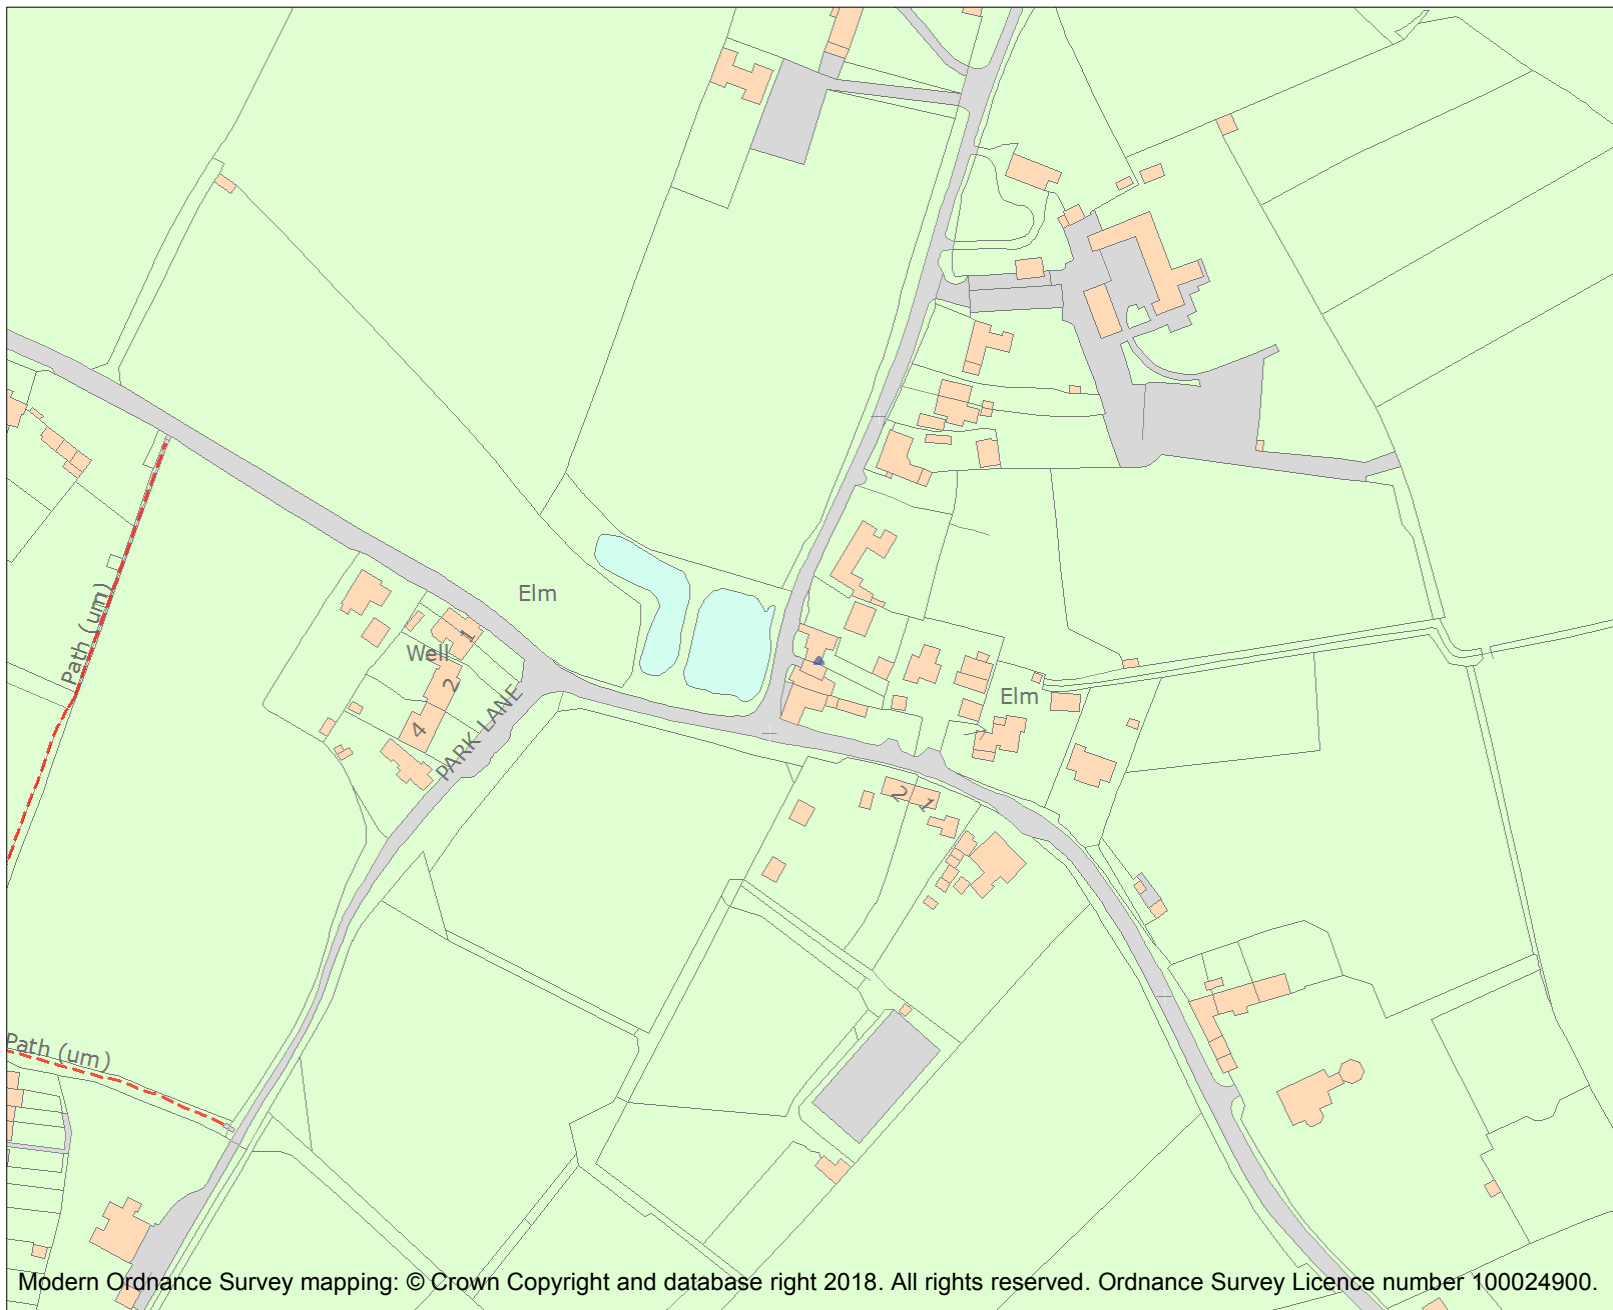 Elm
Path (um)
1
Well
2
4
PARK LANE
Elm
2
1
Path (um)
Modern Ordnance Survey mapping: © Crown Copyright and database right 2018. All rights reserved. Ordnance Survey Licence number 100024900.